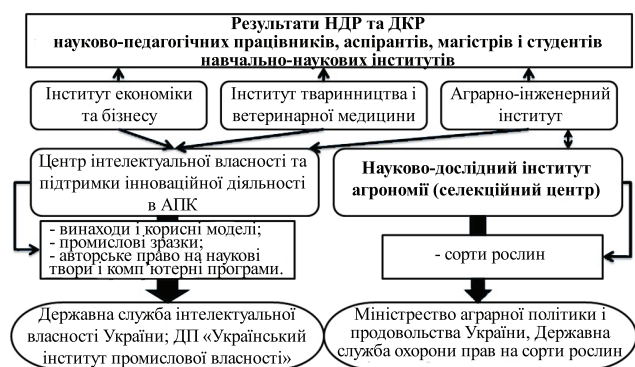 Результати НДР та ДКР
науково-педагогічних працівників, аспірантів, магістрів і студентів
навчально-наукових інститутів
Інститут економіки
та бізнесу
Інститут тваринництва і
ветеринарної медицини
Аграрно-інженерний
інститут
Центр інтелектуальної власності та
підтримки інноваційної діяльності
в АПК
Науково-дослідний інститут
агрономії (селекційний центр)
- винаходи і корисні моделі;
- промислові зразки;
- авторське право на наукові
твори і комп’ютерні програми.
- сорти рослин
Державна служба інтелектуальної
власності України; ДП «Український
інститут промислової власності»
Міністерство аграрної політики і
продовольства України, Державна
служба охорони прав на сорти рослин